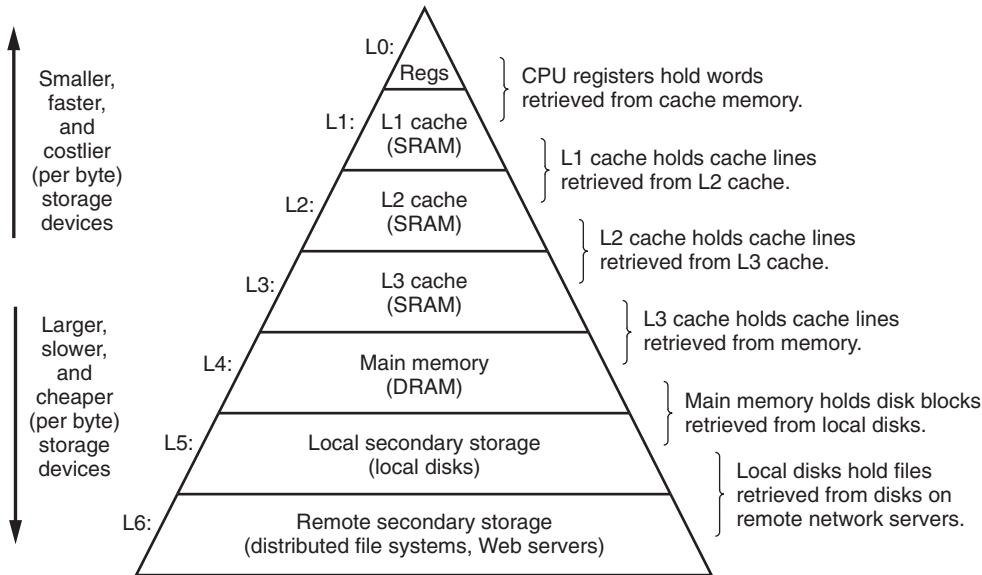 Smaller,
faster,
and
costlier
(per byte)
storage
devices
Larger,
slower,
and
cheaper
(per byte)
storage
devices
L0:
Regs
CPU registers hold words
retrieved from cache memory.
L1:
L1 cache
(SRAM)
L1 cache holds cache lines
retrieved from L2 cache.
L2:
L2 cache
(SRAM)
L2 cache holds cache lines
retrieved from L3 cache.
L3:
L3 cache
(SRAM)
L3 cache holds cache lines
retrieved from memory.
L4:
Main memory
(DRAM)
Main memory holds disk blocks
retrieved from local disks.
L5:
Local secondary storage
(local disks)
Local disks hold files
retrieved from disks on
remote network servers.
L6:
Remote secondary storage
(distributed file systems, Web servers)